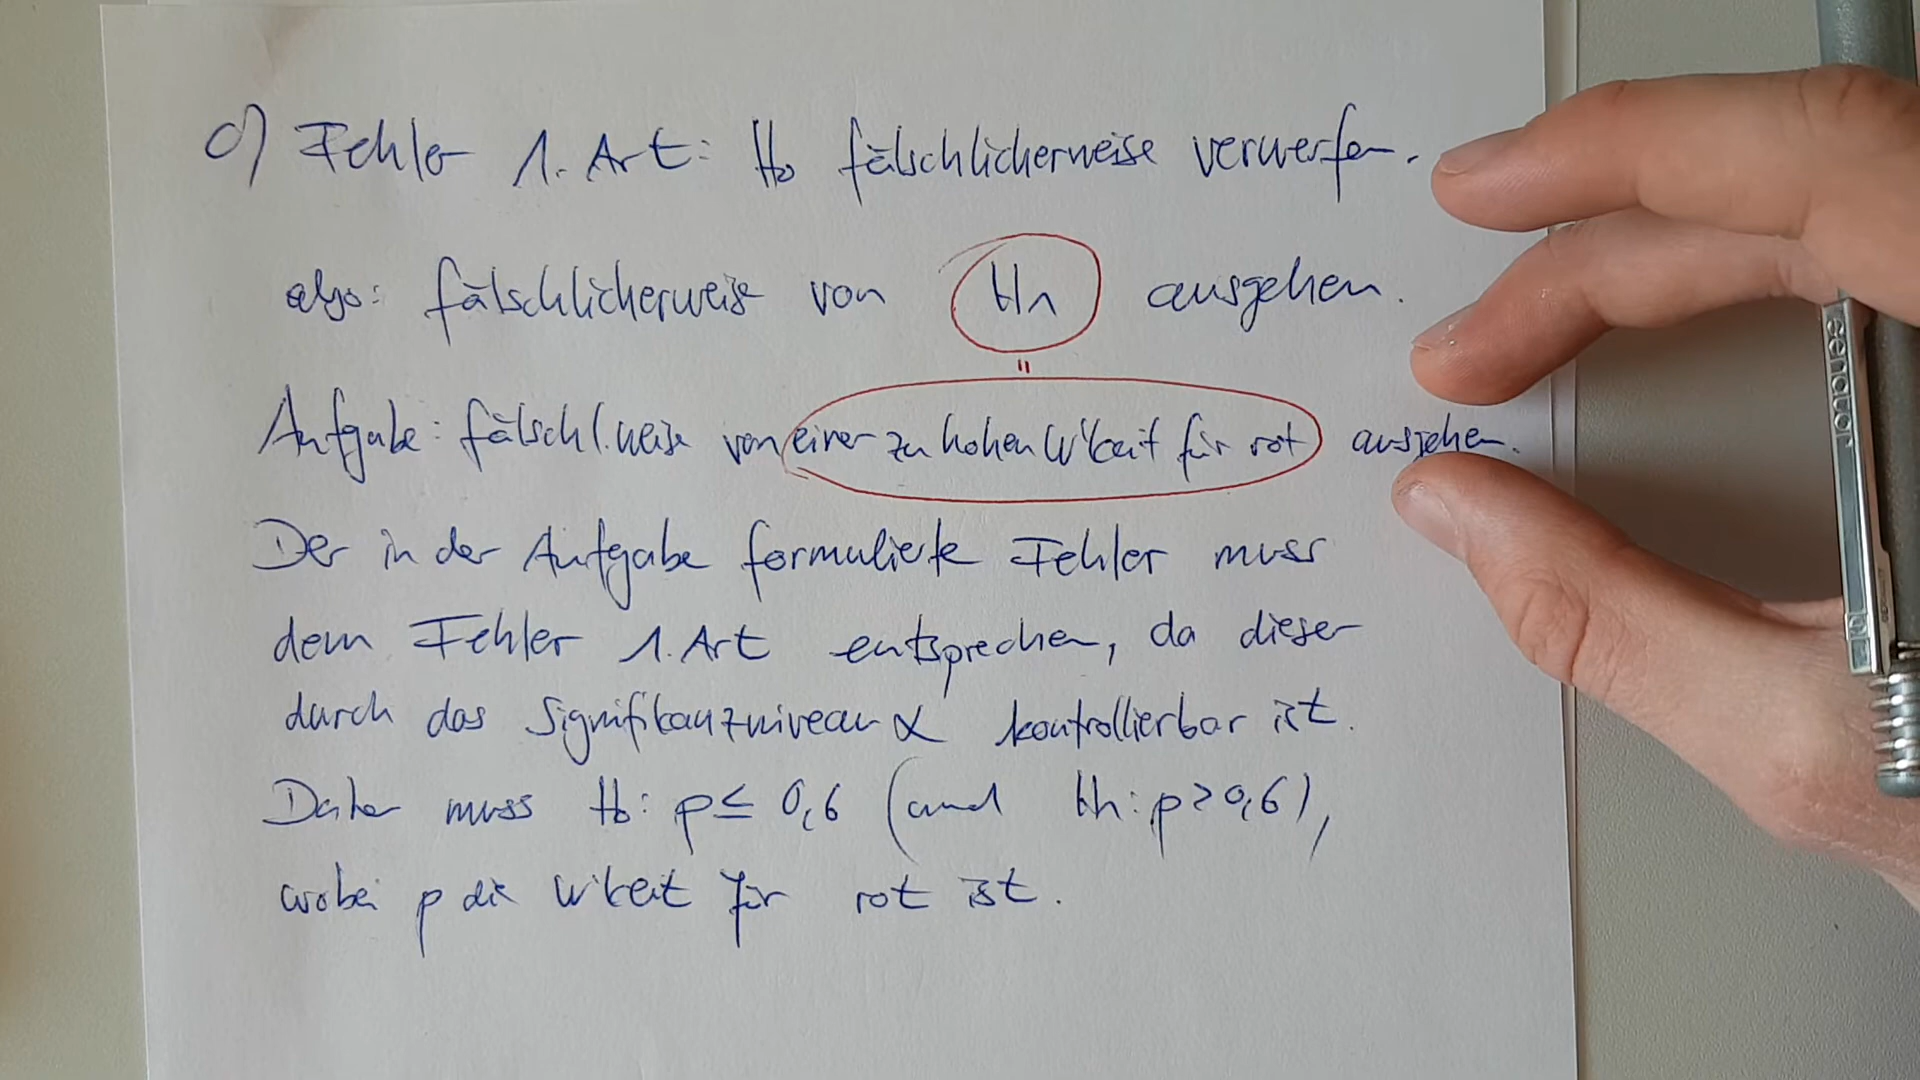 c) Fehler 1. Art: H₀ fälschlicherweise verwerfen.
also: fälschlicherweise von H₁ ausgehen.
"
Aufgabe: fälschl.weise von einer zu hohen W'keit für rot ausgehen.
Der in der Aufgabe formulierte Fehler muss
dem Fehler 1. Art entsprechen, da dieser
durch das Signifikanzniveau α kontrollierbar ist.
Daher muss H₀: p ≤ 0,6 (und H₁: p > 0,6),
wobei p die W'keit für rot ist.
senator